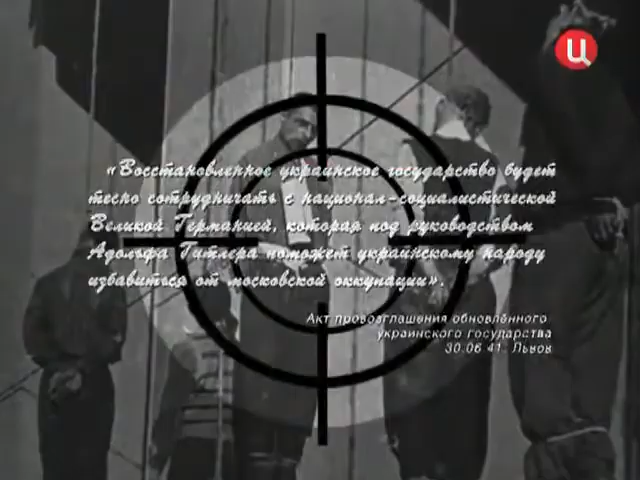 Ц
«Восстановленное украинское государство будет
тесно сотрудничать с национал-социалистической
Великой Германией, которая под руководством
Адольфа Гитлера поможет украинскому народу
избавиться от московской оккупации».
Акт провозглашения обновлённого
украинского государства
30.06.41. Львов